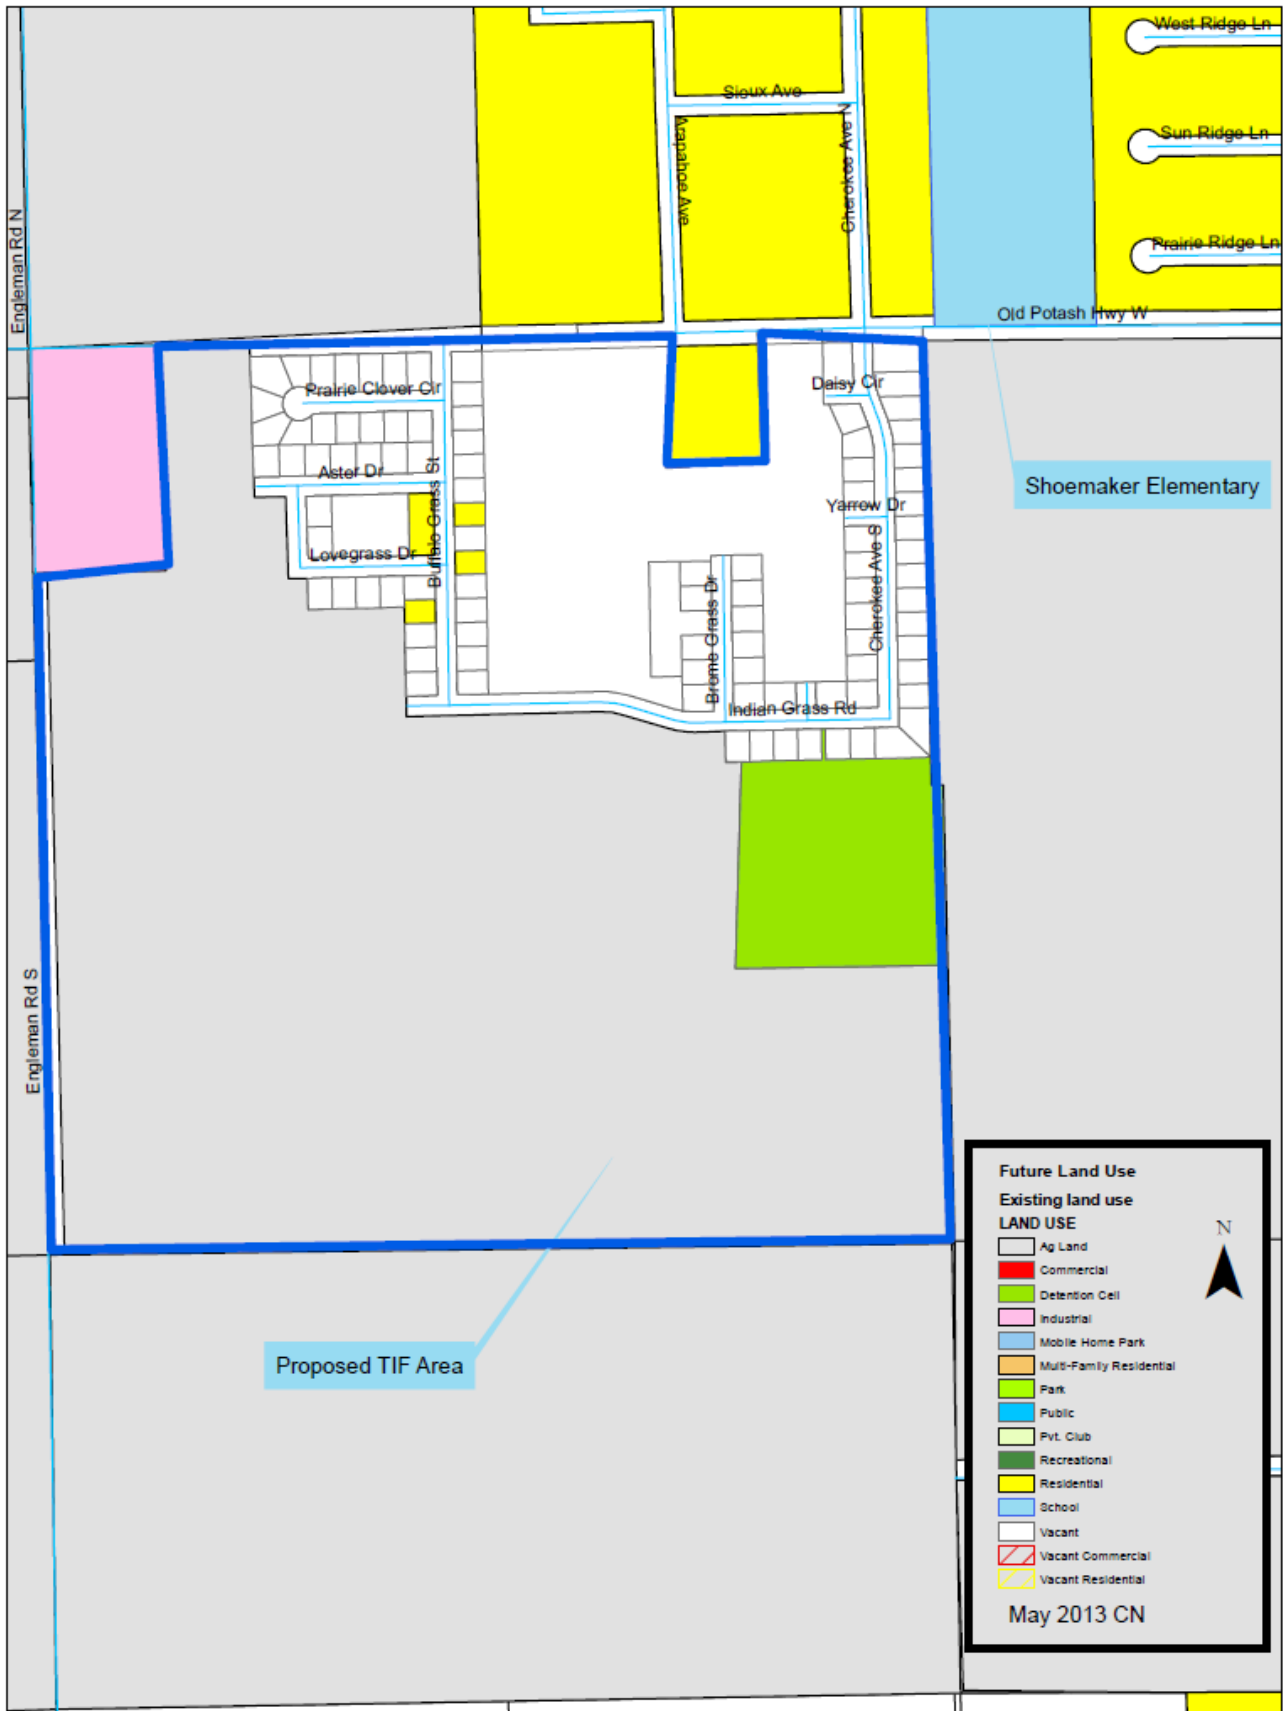 West Ridge Ln
Sioux Ave
Arapahoe Ave
Cherokee Ave N
Sun Ridge Ln
Engleman Rd N
Prairie Ridge Ln
Old Potash Hwy W
Prairie Clover Cir
Daisy Cir
Aster Dr
Buffalo Grass St
Shoemaker Elementary
Yarrow Dr
Lovegrass Dr
Cherokee Ave S
Brome Grass Dr
Indian Grass Rd
Engleman Rd S
Proposed TIF Area
Future Land Use
Existing land use
LAND USE
N
Ag Land
Commercial
Detention Cell
Industrial
Mobile Home Park
Multi-Family Residential
Park
Public
Pvt. Club
Recreational
Residential
School
Vacant
Vacant Commercial
Vacant Residential
May 2013 CN